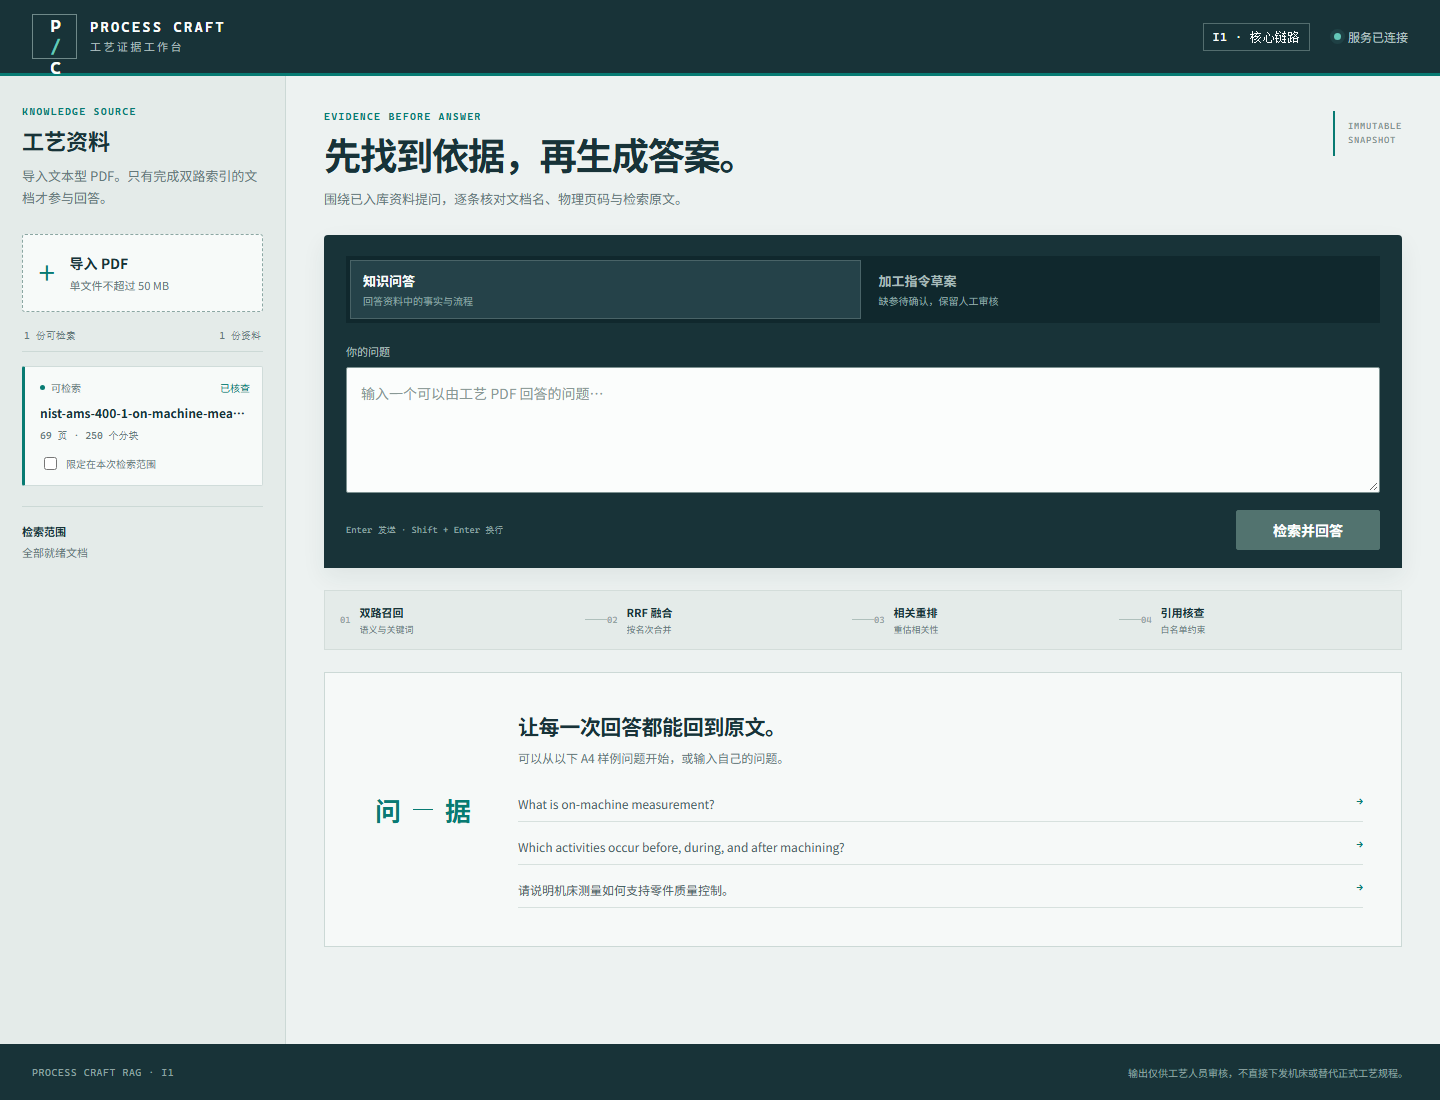 P
/
C
PROCESS CRAFT
工艺证据工作台
I1 · 核心链路
服务已连接
KNOWLEDGE SOURCE
工艺资料
导入文本型 PDF。只有完成双路索引的文
档才参与回答。
+
导入 PDF
单文件不超过 50 MB
1 份可检索
1 份资料
可检索
已核查
nist-ams-400-1-on-machine-mea···
69 页 · 250 个分块
限定在本次检索范围
检索范围
全部就绪文档
EVIDENCE BEFORE ANSWER
先找到依据，再生成答案。
围绕已入库资料提问，逐条核对文档名、物理页码与检索原文。
IMMUTABLE
SNAPSHOT
知识问答
回答资料中的事实与流程
加工指令草案
缺参待确认，保留人工审核
你的问题
输入一个可以由工艺 PDF 回答的问题…
Enter 发送 · Shift + Enter 换行
检索并回答
01 双路召回
语义与关键词
02 RRF 融合
按名次合并
03 相关重排
重估相关性
04 引用核查
白名单约束
问 — 据
让每一次回答都能回到原文。
可以从以下 A4 样例问题开始，或输入自己的问题。
What is on-machine measurement? →
Which activities occur before, during, and after machining? →
请说明机床测量如何支持零件质量控制。 →
PROCESS CRAFT RAG · I1
输出仅供工艺人员审核，不直接下发机床或替代正式工艺规程。